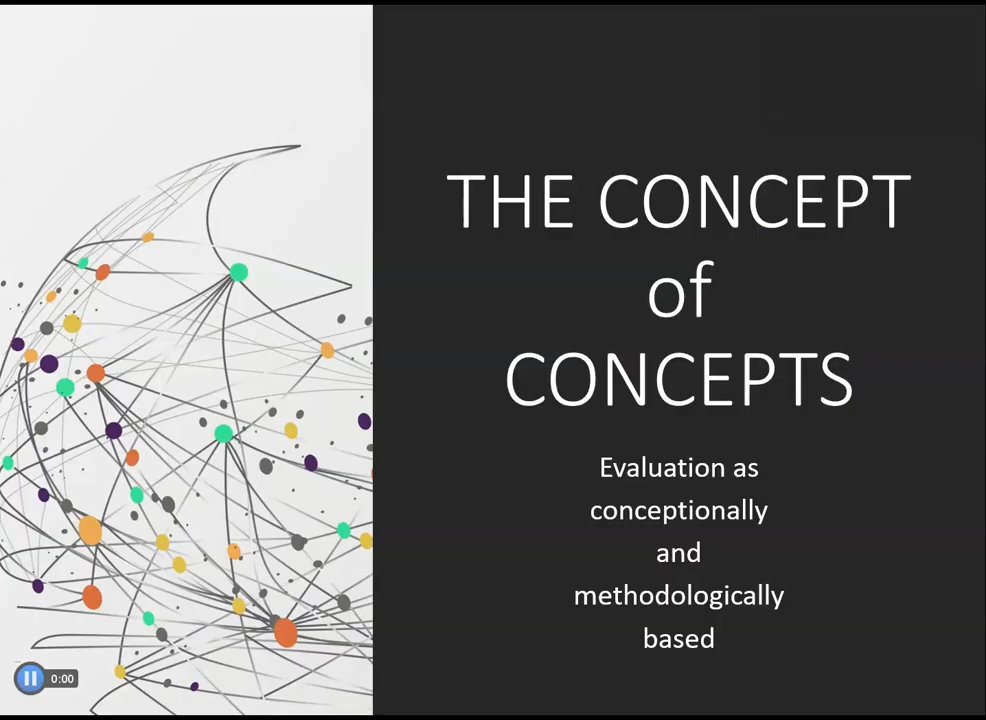 THE CONCEPT
of
CONCEPTS
Evaluation as
conceptionally
and
methodologically
based
0:00